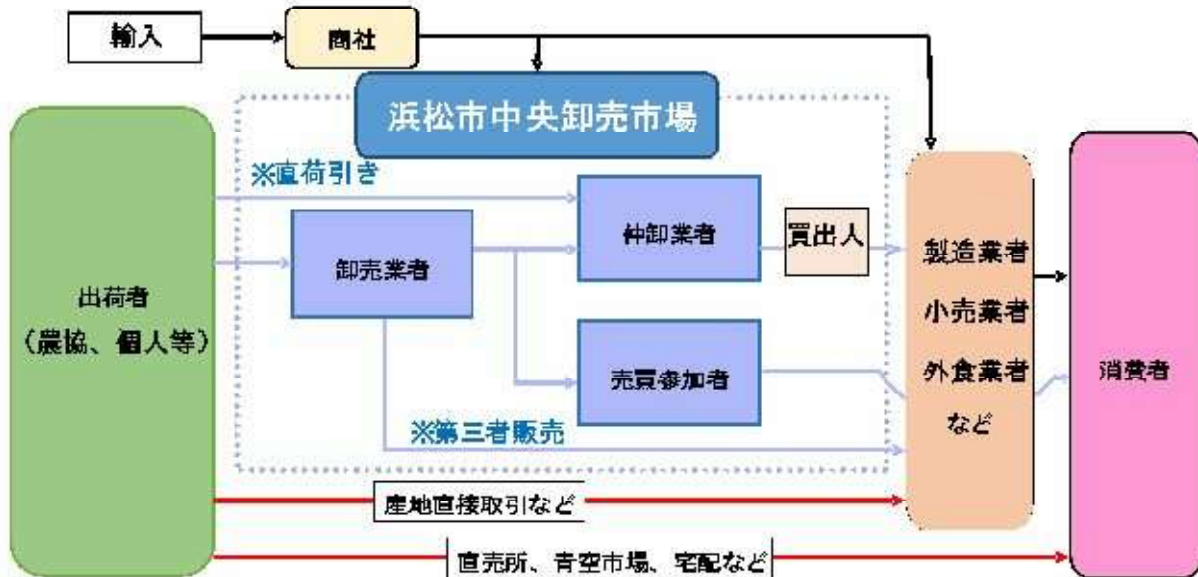 輸入
商社
浜松市中央卸売市場
※直荷引き
仲卸業者
買出人
卸売業者
製造業者
小売業者
外食業者
など
出荷者
（農協、個人等）
売買参加者
消費者
※第三者販売
産地直接取引など
直売所、青空市場、宅配など